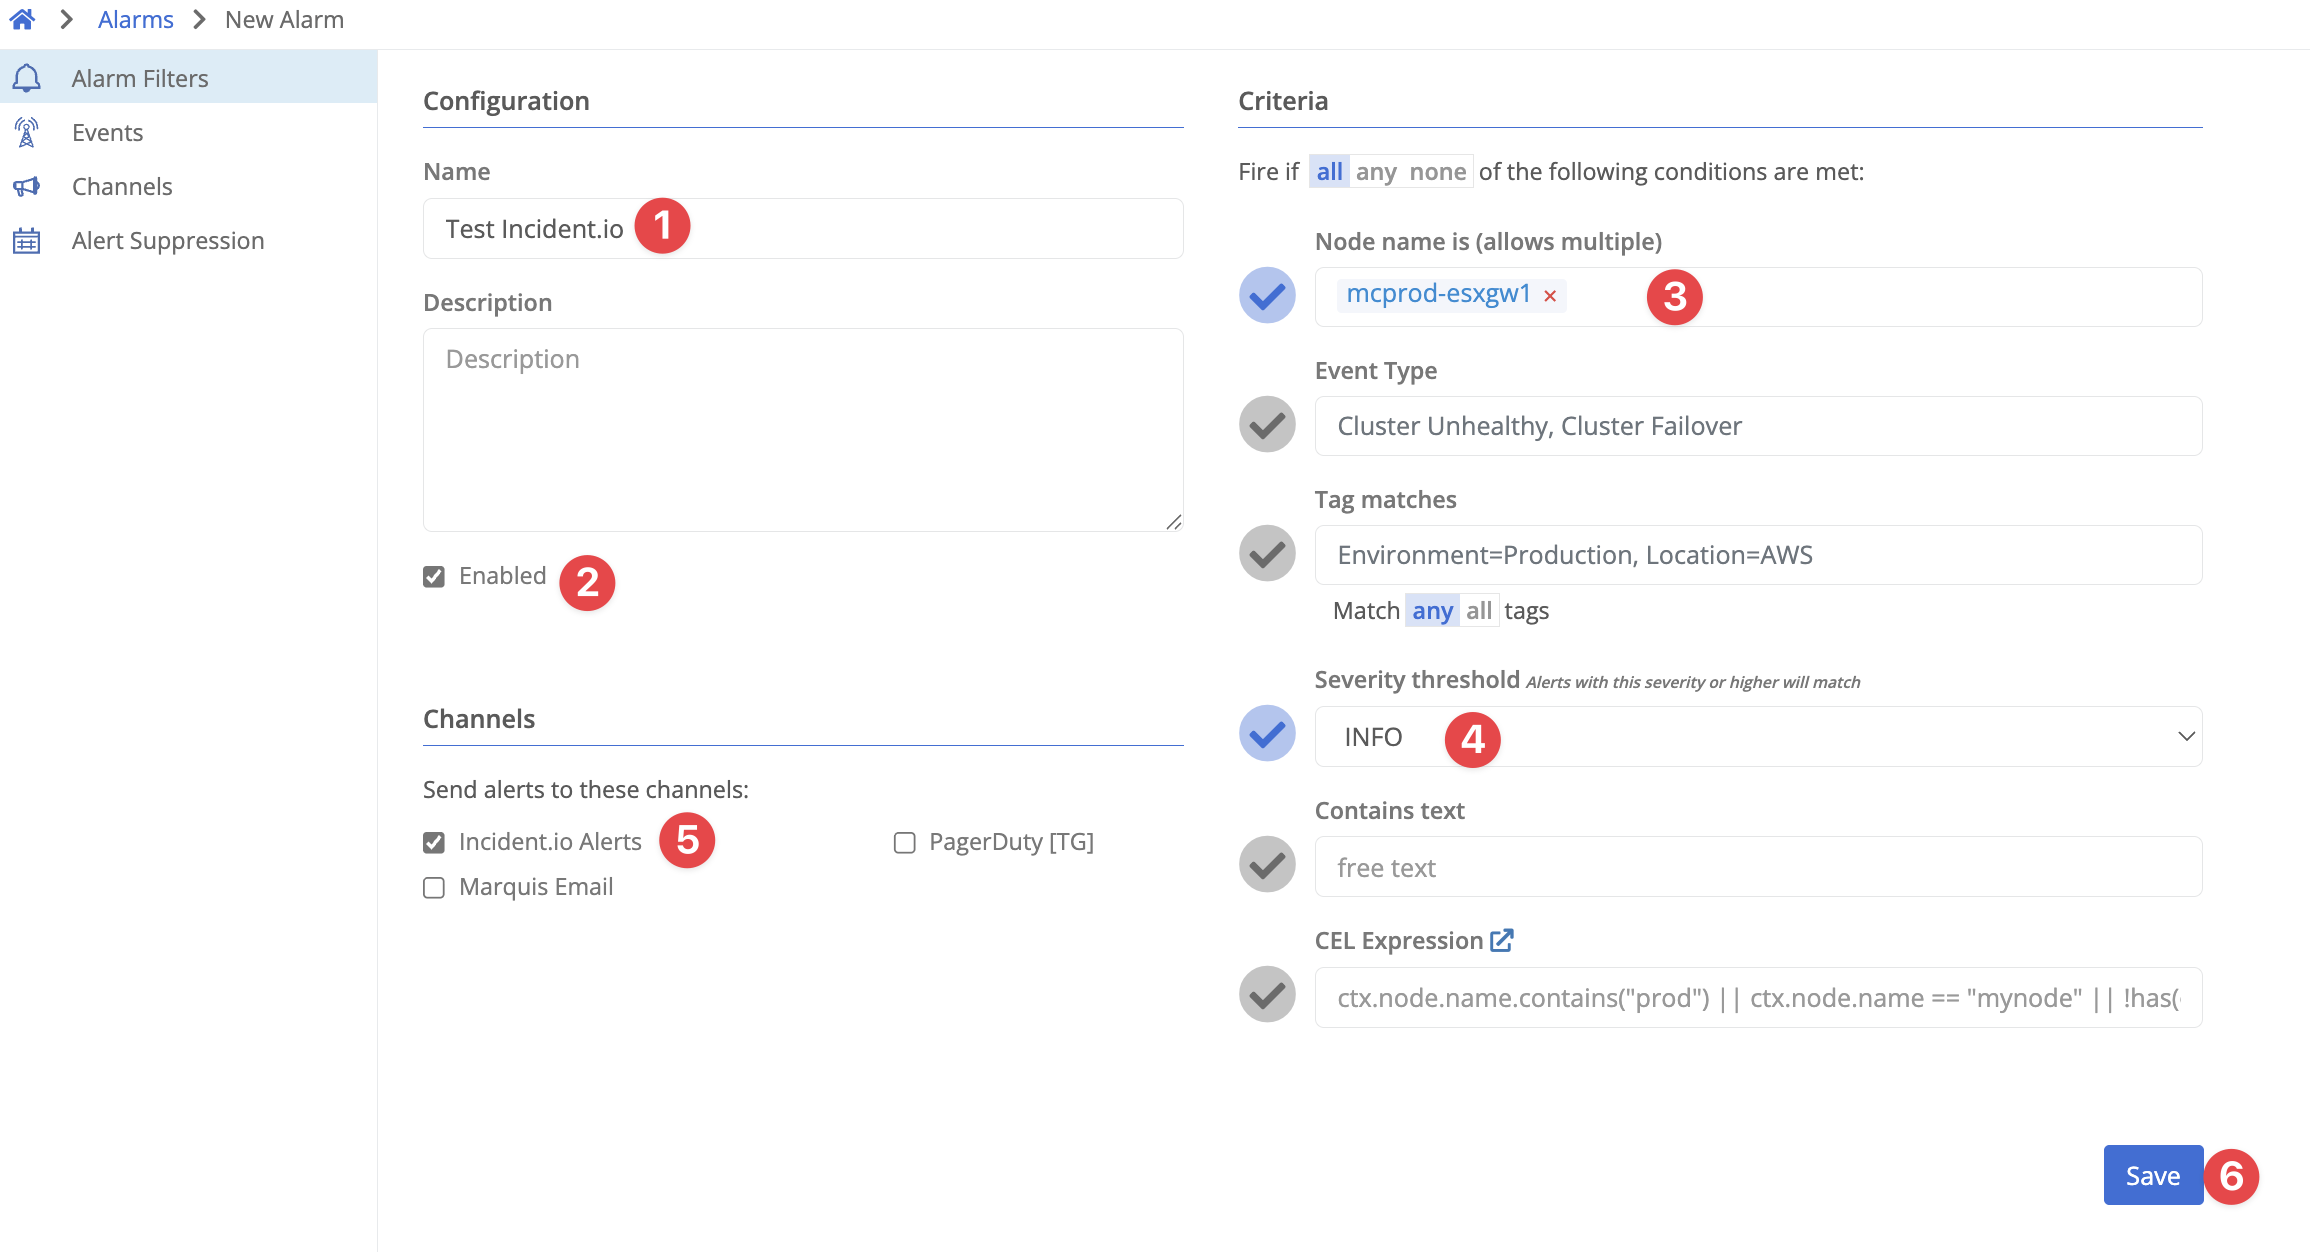 Alarms New Alarm
Alarm Filters
Events
Channels
Alert Suppression
Configuration
Name
Test Incident.io 1
Description
Description
Enabled 2
Channels
Send alerts to these channels:
Incident.io Alerts 5
PagerDuty [TG]
Marquis Email
Criteria
Fire if all any none of the following conditions are met:
Node name is (allows multiple)
mcprod-esxgw1 × 3
Event Type
Cluster Unhealthy, Cluster Failover
Tag matches
Environment=Production, Location=AWS
Match any all tags
Severity threshold Alerts with this severity or higher will match
INFO 4
Contains text
free text
CEL Expression
ctx.node.name.contains("prod") || ctx.node.name == "mynode" || !has(
Save 6